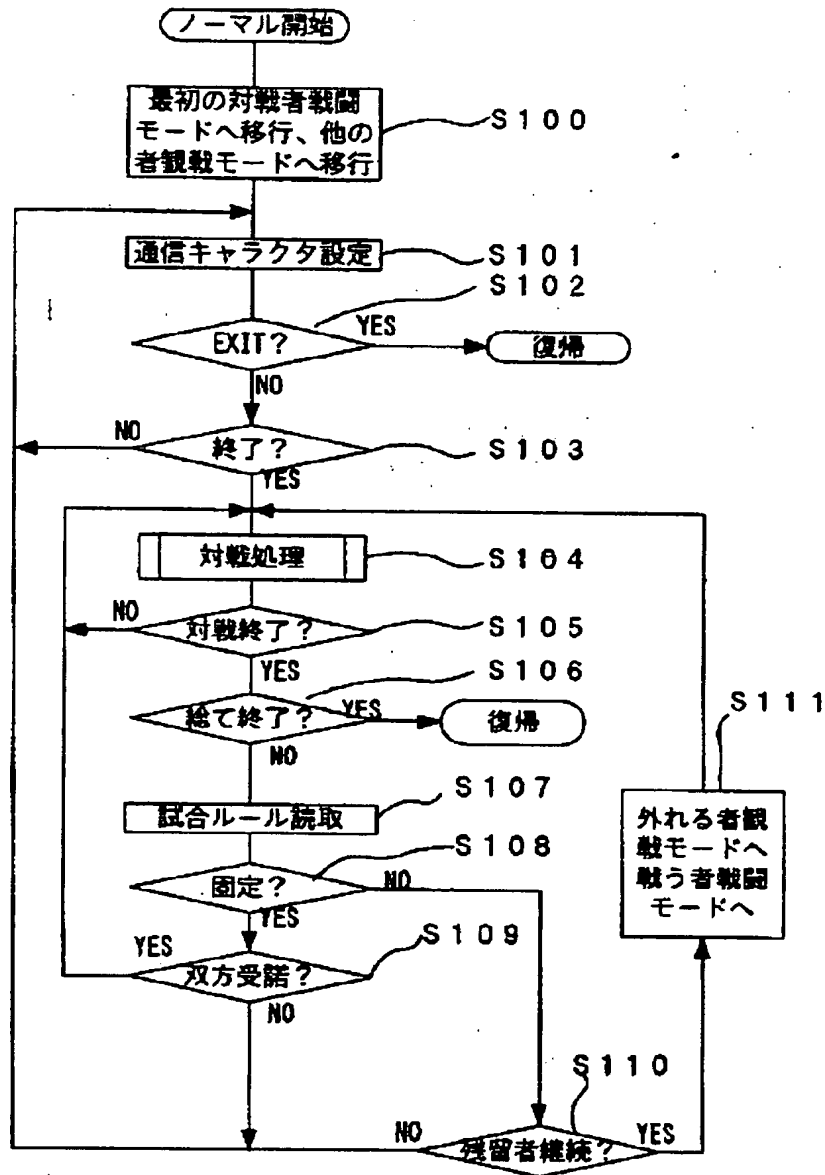 ノーマル開始
最初の対戦者戦闘
モードへ移行、他の
者観戦モードへ移行
S100
通信キャラクタ設定
S101
S102
EXIT?
YES
復帰
NO
NO
終了?
S103
YES
対戦処理
S104
NO
対戦終了?
S105
YES
S106
捨て終了?
YES
復帰
NO
S111
S107
試合ルール読取
外れる者観
戦モードへ
戦う者戦闘
モードへ
S108
固定?
NO
YES
S109
YES
双方受諾?
NO
S110
NO
残留者継続?
YES